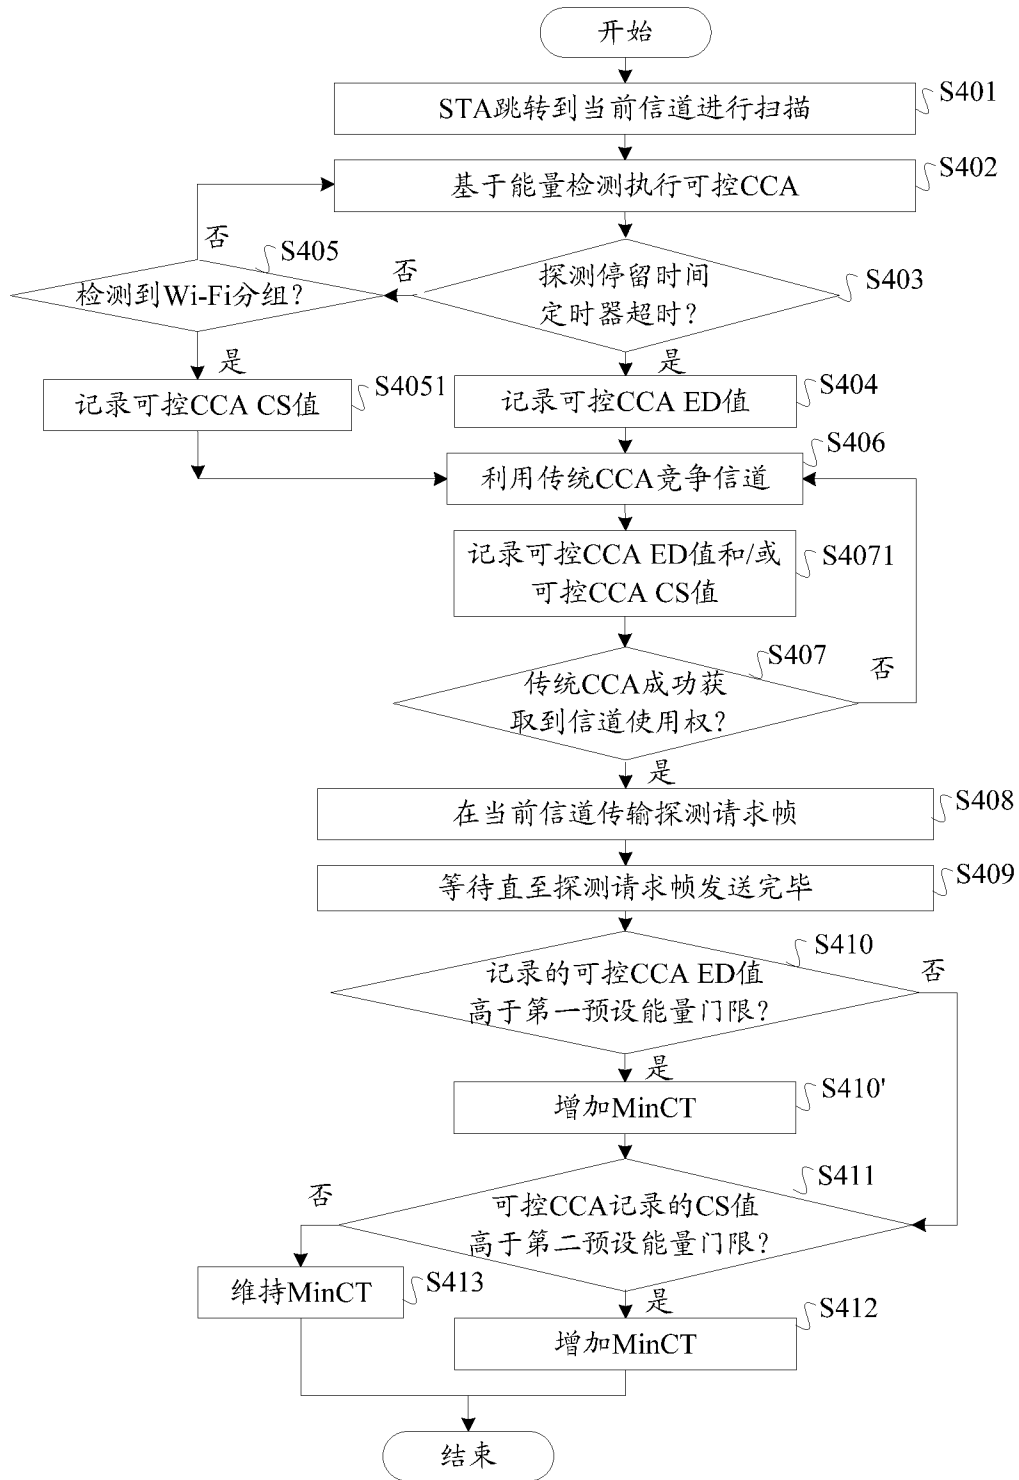 开始
STA跳转到当前信道进行扫描
S401
基于能量检测执行可控CCA
S402
否
S405
检测到Wi-Fi分组?
否
探测停留时间
定时器超时?
S403
是
记录可控CCA CS值
S4051
是
记录可控CCA ED值
S404
S406
利用传统CCA竞争信道
记录可控CCA ED值和/或
可控CCA CS值
S4071
S407
否
传统CCA成功获
取到信道使用权?
是
在当前信道传输探测请求帧
S408
等待直至探测请求帧发送完毕
S409
S410
否
记录的可控CCA ED值
高于第一预设能量门限?
是
增加MinCT
S410'
S411
否
可控CCA记录的CS值
高于第二预设能量门限?
维持MinCT
S413
是
增加MinCT
S412
结束